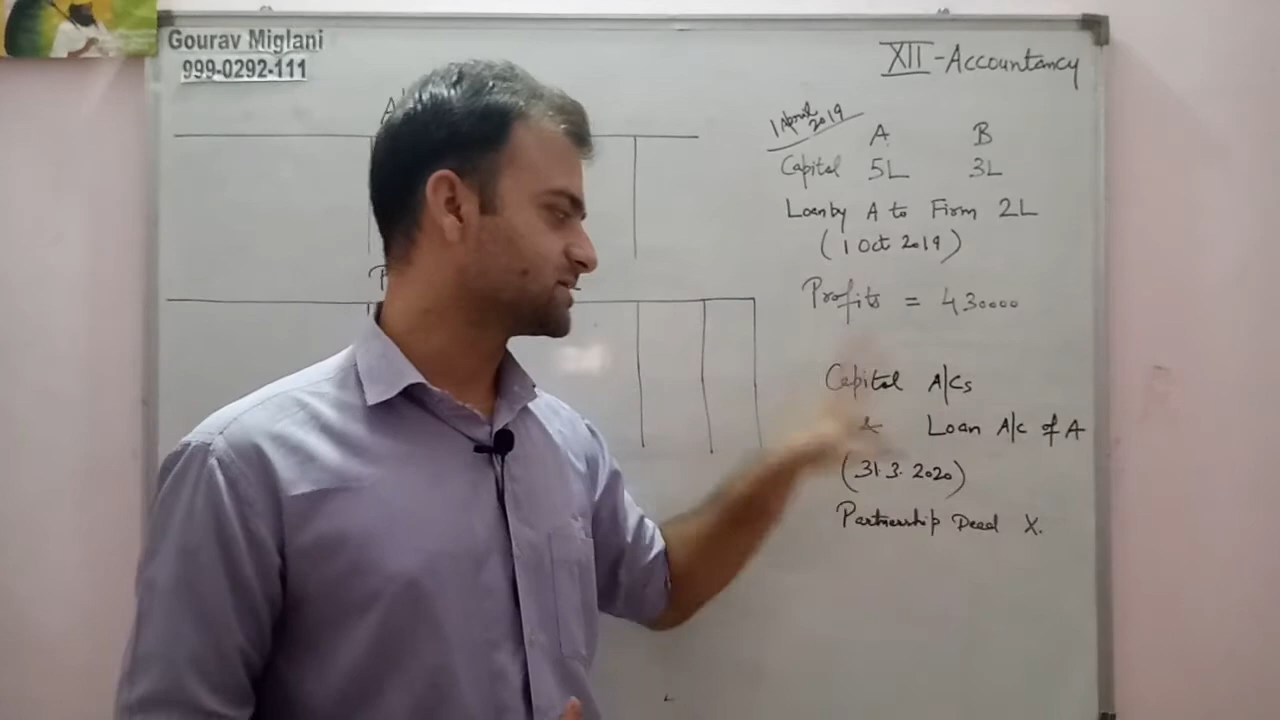 Gourav Miglani
999-0292-111
XII - Accountancy
1 April 2019
A B
Capital 5L 3L
Loan by A to Firm 2L
(1 Oct 2019)
Profits = 430000
Capital A/cs
& Loan A/c of A
(31.3.2020)
Partnership Deed X.